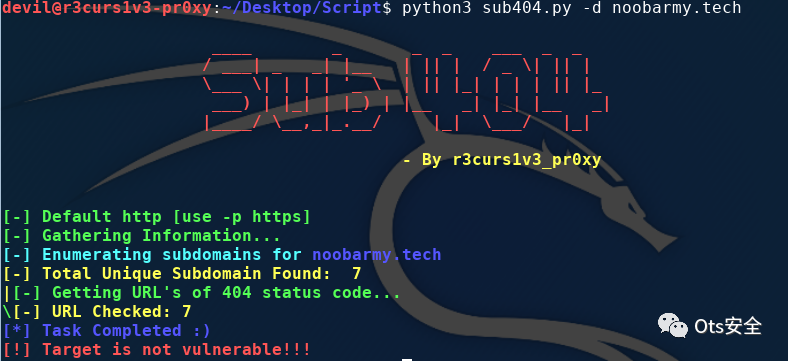 devil@r3curs1v3-pr0xy:~/Desktop/Script$ python3 sub404.py -d noobarmy.tech
Sub 404
- By r3curs1v3_pr0xy
[-] Default http [use -p https]
[-] Gathering Information...
[-] Enumerating subdomains for noobarmy.tech
[-] Total Unique Subdomain Found:  7
|[-] Getting URL's of 404 status code...
\[-] URL Checked: 7
[*] Task Completed :)
[!] Target is not vulnerable!!!
Ots安全